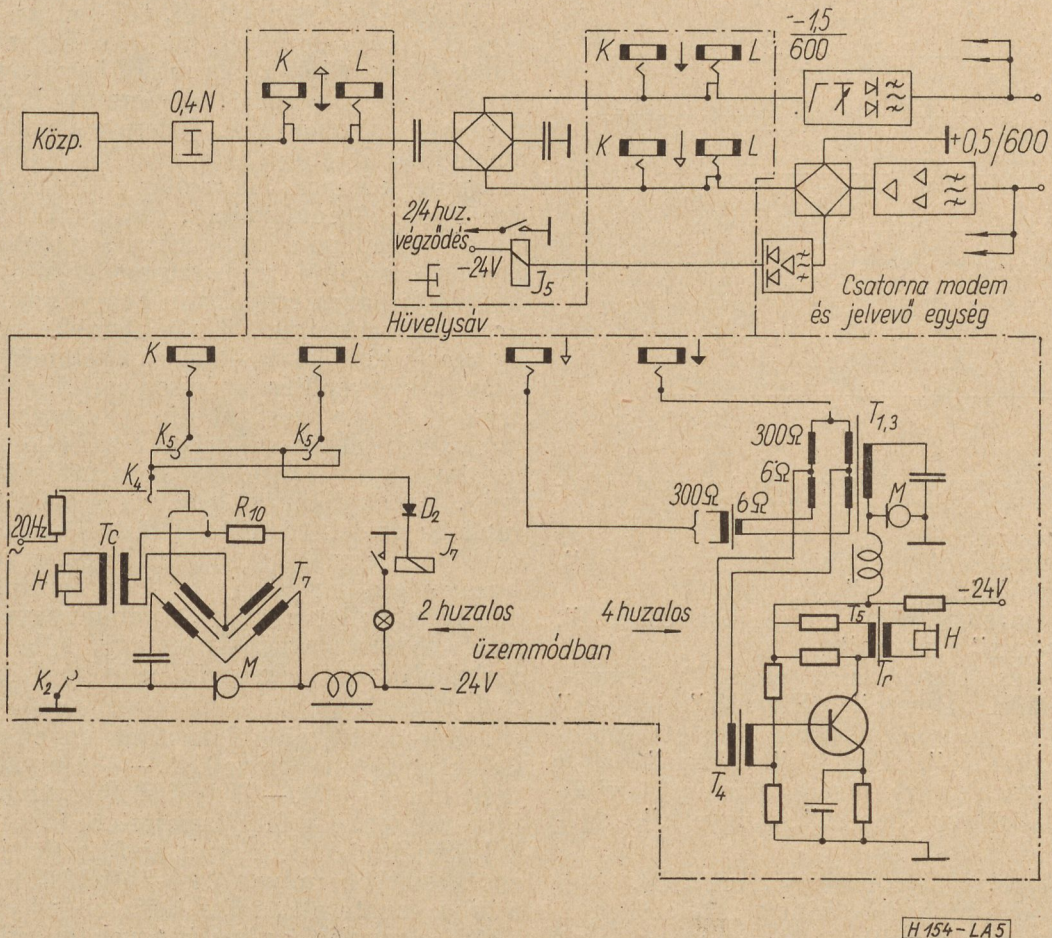 -1,5
600
K
L
K
L
0,4 N
Közp.
I
K
L
+0,5/600
2/4 huz.
végződés
-24V
J5
Csatorna modem
és jelvevő egység
Hüvelysáv
K
L
K5
K5
K4
300Ω
T1,3
6Ω
300Ω
6Ω
M
20Hz
R10
D2
Tc
J7
H
T7
2 huzalos
4 huzalos
üzemmódban
-24V
T5
H
Tr
K2
M
-24V
T4
H 154-LA5